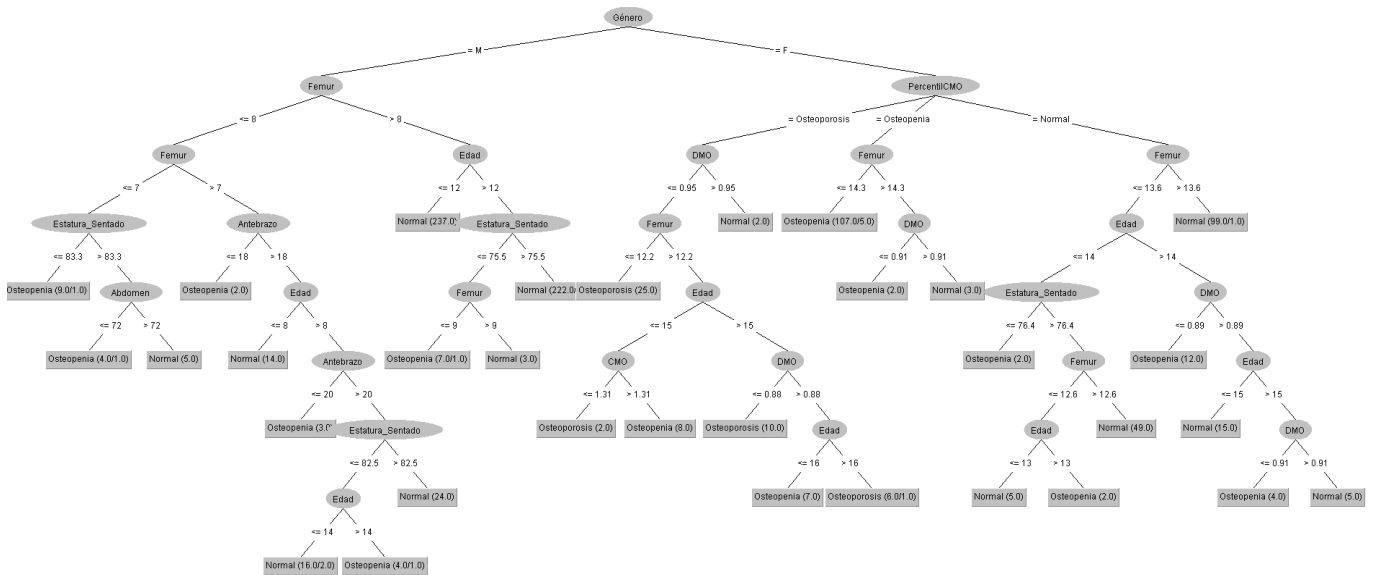 Género
= M = F
Femur PercentilCMO
<= 8 > 8 = Osteoporosis = Osteopenia = Normal
Femur Edad DMO Femur Femur
<= 7 > 7 <= 12 > 12 <= 0.95 > 0.95 <= 14.3 > 14.3 <= 13.6 > 13.6
Estatura_Sentado Antebrazo Normal (237.0) Estatura_Sentado Femur Normal (2.0) Osteopenia (107.0/5.0) DMO Edad Normal (99.0/1.0)
<= 83.3 > 83.3 <= 18 > 18 <= 75.5 > 75.5 <= 12.2 > 12.2 <= 0.91 > 0.91 <= 14 > 14
Osteopenia (9.0/1.0) Abdomen Osteopenia (2.0) Edad Femur Normal (222.0/ Osteoporosis (25.0) Edad Osteopenia (2.0) Normal (3.0) Estatura_Sentado DMO
<= 72 > 72 <= 8 > 8 <= 9 > 9 <= 15 > 15 <= 76.4 > 76.4 <= 0.89 > 0.89
Osteopenia (4.0/1.0) Normal (5.0) Normal (14.0) Antebrazo Osteopenia (7.0/1.0) Normal (3.0) CMO DMO Osteopenia (2.0) Femur Osteopenia (12.0) Edad
<= 20 > 20 <= 1.31 > 1.31 <= 0.88 > 0.88 <= 12.6 > 12.6 <= 15 > 15
Osteopenia (3.0) Estatura_Sentado Osteoporosis (2.0) Osteopenia (8.0) Osteoporosis (10.0) Edad Edad Normal (49.0) Normal (15.0) DMO
<= 82.5 > 82.5 <= 16 > 16 <= 13 > 13 <= 0.91 > 0.91
Edad Normal (24.0) Osteopenia (7.0) Osteoporosis (6.0/1.0) Normal (5.0) Osteopenia (2.0) Osteopenia (4.0) Normal (5.0)
<= 14 > 14
Normal (16.0/2.0) Osteopenia (4.0/1.0)